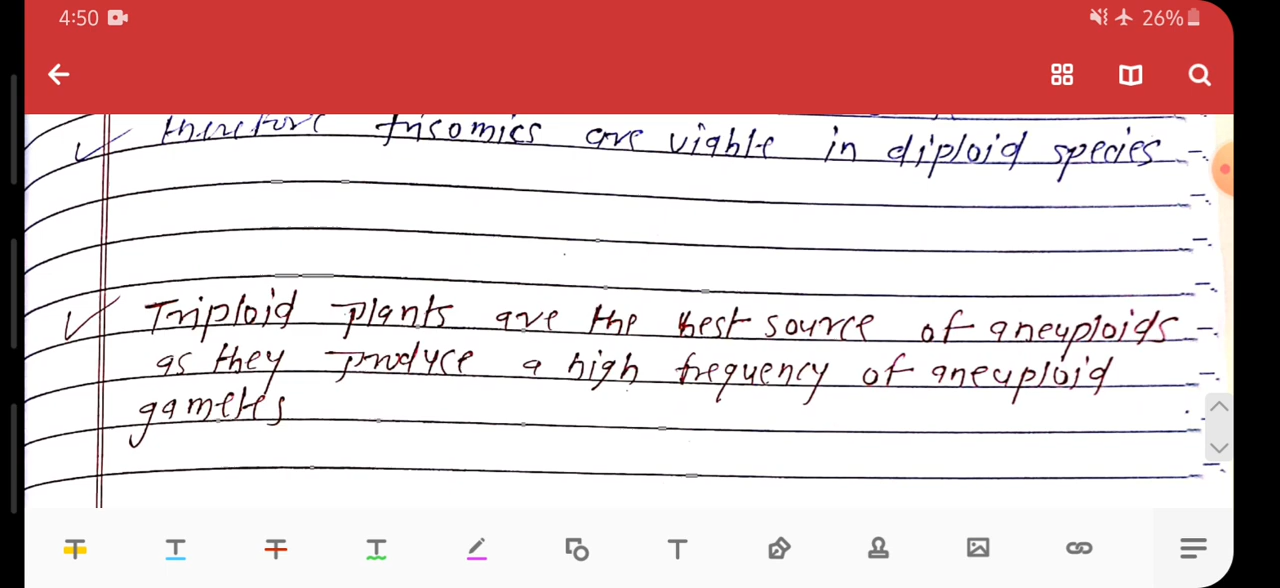 4:50
26%
therefore trisomics are viable in diploid species
Triploid plants are the best source of aneuploids
as they produce a high frequency of aneuploid
gametes
T T T T T